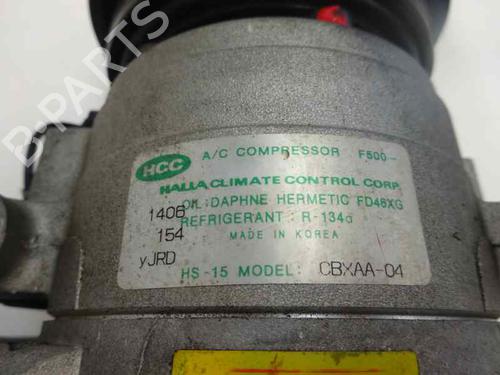 HCC A/C COMPRESSOR F500-
HALLA CLIMATE CONTROL CORP.
OIL:DAPHNE HERMETIC FD46XG
1406
REFRIGERANT : R-134a
154
MADE IN KOREA
yJRD
HS-15 MODEL: CBXAA-04
B-PARTS